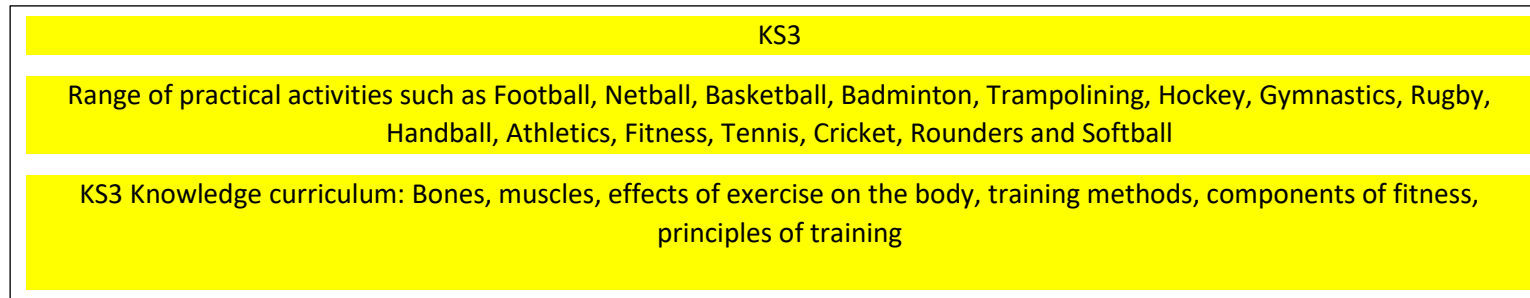 KS3
Range of practical activities such as Football, Netball, Basketball, Badminton, Trampolining, Hockey, Gymnastics, Rugby,
Handball, Athletics, Fitness, Tennis, Cricket, Rounders and Softball
KS3 Knowledge curriculum: Bones, muscles, effects of exercise on the body, training methods, components of fitness,
principles of training